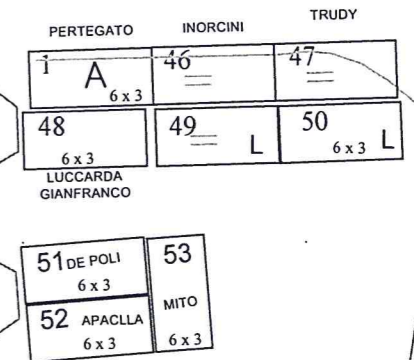 PERTEGATO INORCINI TRUDY
1 A 6 x 3 46 = 47 =
48 6 x 3 49 = L 50 6 x 3 L
LUCCARDA
GIANFRANCO
51 DE POLI 6 x 3 53
52 APACLLA 6 x 3 MITO 6 x 3